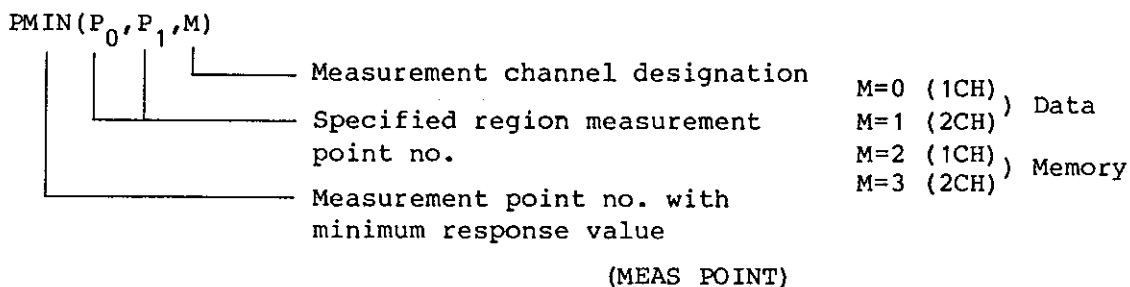 PMIN(P0,P1,M)
Measurement channel designation
M=0 (1CH)
) Data
M=1 (2CH)
Specified region measurement
point no.
M=2 (1CH)
) Memory
M=3 (2CH)
Measurement point no. with
minimum response value
(MEAS POINT)